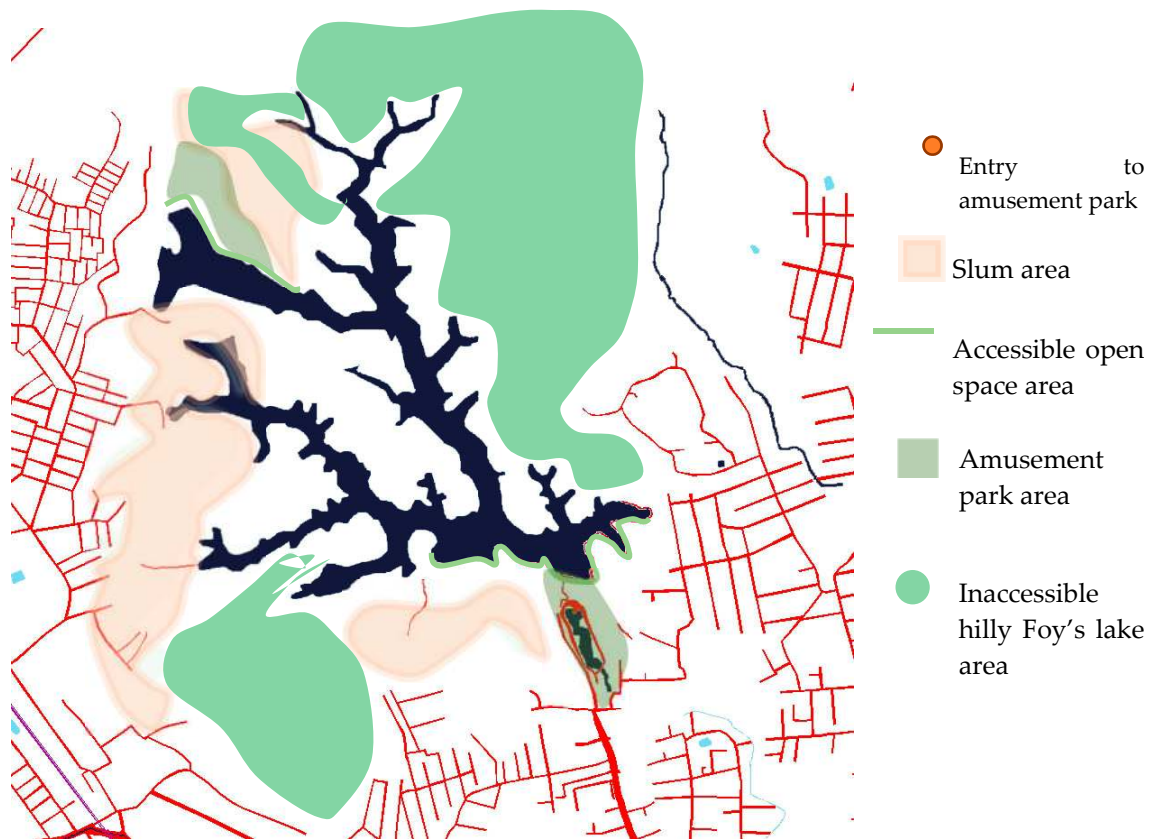 Entry to
amusement park
Slum area
Accessible open
space area
Amusement
park area
Inaccessible
hilly Foy’s lake
area